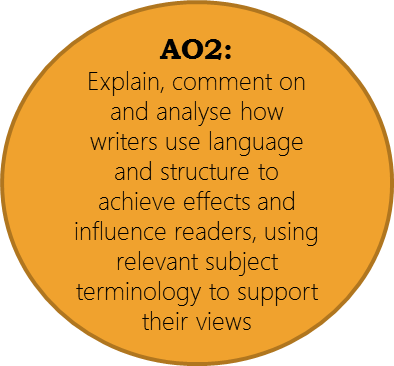 AO2:
Explain, comment on
and analyse how
writers use language
and structure to
achieve effects and
influence readers, using
relevant subject
terminology to support
their views